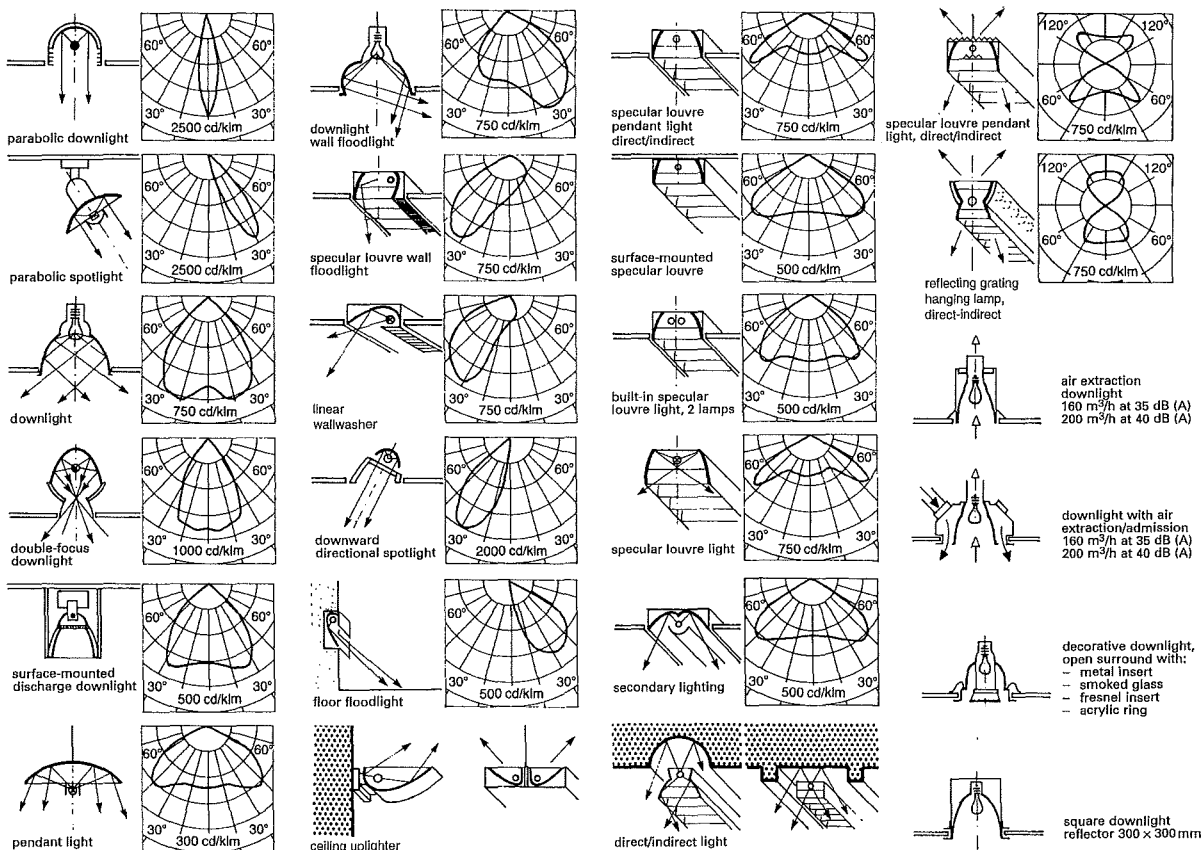 60°
60°
30°
30°
2500 cd/klm
parabolic downlight
60°
60°
30°
30°
2500 cd/klm
parabolic spotlight
60°
60°
30°
30°
750 cd/klm
downlight
60°
60°
30°
30°
1000 cd/klm
double-focus
downlight
60°
60°
30°
30°
500 cd/klm
surface-mounted
discharge downlight
60°
60°
30°
30°
300 cd/klm
pendant light
60°
60°
30°
30°
750 cd/klm
downlight
wall floodlight
60°
60°
30°
30°
750 cd/klm
specular louvre wall
floodlight
60°
60°
30°
30°
750 cd/klm
linear
wallwasher
60°
60°
30°
30°
2000 cd/klm
downward
directional spotlight
60°
60°
30°
30°
500 cd/klm
floor floodlight
ceiling uplighter
60°
60°
30°
30°
750 cd/klm
specular louvre
pendant light
direct/indirect
60°
60°
30°
30°
500 cd/klm
surface-mounted
specular louvre
60°
60°
30°
30°
500 cd/klm
built-in specular
louvre light, 2 lamps
60°
60°
30°
30°
750 cd/klm
specular louvre light
60°
60°
30°
30°
500 cd/klm
secondary lighting
direct/indirect light
120°
120°
60°
60°
750 cd/klm
specular louvre pendant
light, direct/indirect
120°
120°
60°
60°
750 cd/klm
reflecting grating
hanging lamp,
direct-indirect
air extraction
downlight
160 m³/h at 35 dB (A)
200 m³/h at 40 dB (A)
downlight with air
extraction/admission
160 m³/h at 35 dB (A)
200 m³/h at 40 dB (A)
decorative downlight,
open surround with:
– metal insert
– smoked glass
– fresnel insert
– acrylic ring
square downlight
reflector 300 × 300 mm